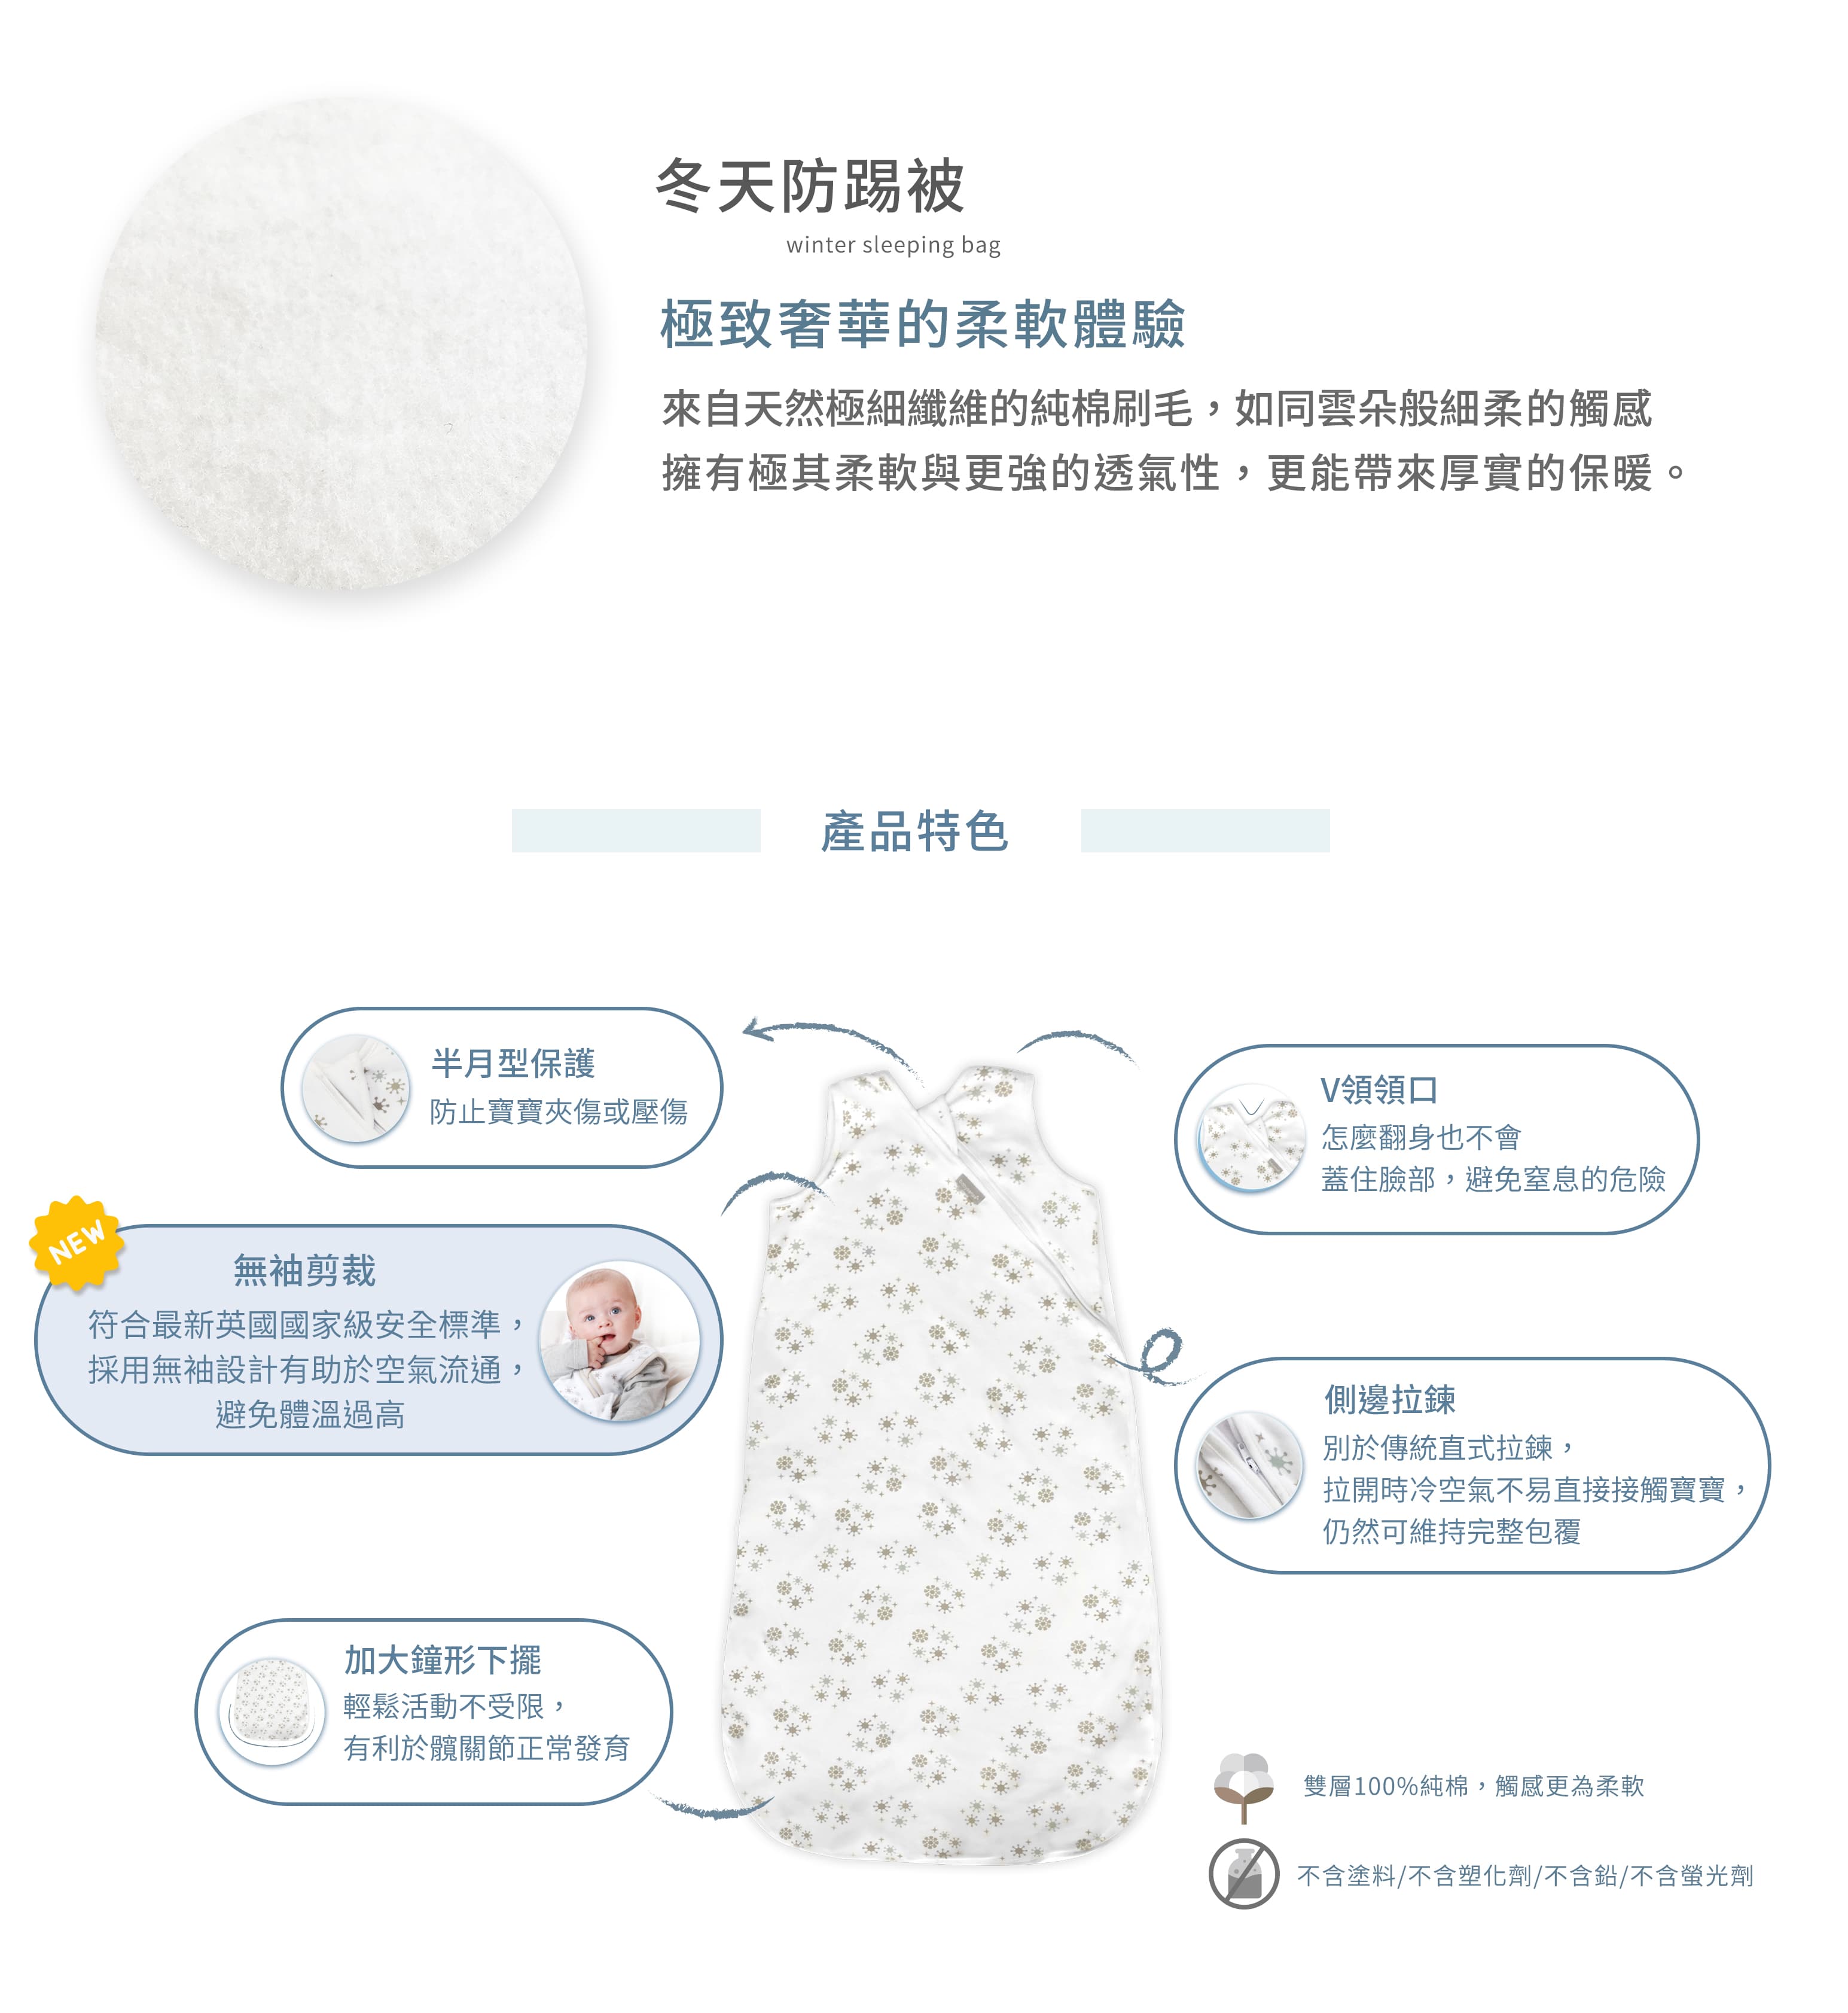 冬天防踢被
winter sleeping bag
極致奢華的柔軟體驗
來自天然極細纖維的純棉刷毛，如同雲朵般細柔的觸感
擁有極其柔軟與更強的透氣性，更能帶來厚實的保暖。
產品特色
半月型保護
防止寶寶夾傷或壓傷
V領領口
怎麼翻身也不會
蓋住臉部，避免窒息的危險
NEW
無袖剪裁
符合最新英國國家級安全標準，
採用無袖設計有助於空氣流通，
避免體溫過高
側邊拉鍊
別於傳統直式拉鍊，
拉開時冷空氣不易直接接觸寶寶，
仍然可維持完整包覆
加大鐘形下擺
輕鬆活動不受限，
有利於髖關節正常發育
雙層100%純棉，觸感更為柔軟
不含塗料/不含塑化劑/不含鉛/不含螢光劑